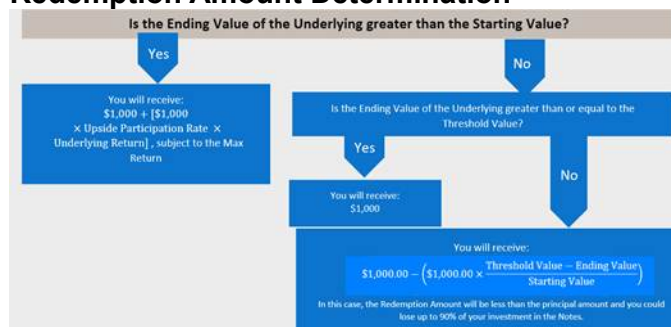 Redemption Amount Determination
Is the Ending Value of the Underlying greater than the Starting Value?
Yes
No
You will receive:
$1,000 + [$1,000
× Upside Participation Rate ×
Underlying Return] , subject to the Max
Return
Is the Ending Value of the Underlying greater than or equal to the
Threshold Value?
Yes
No
You will receive:
$1,000
You will receive:
$1,000.00 − ($1,000.00 × (Threshold Value − Ending Value) / Starting Value)
In this case, the Redemption Amount will be less than the principal amount and you could
lose up to 90% of your investment in the Notes.